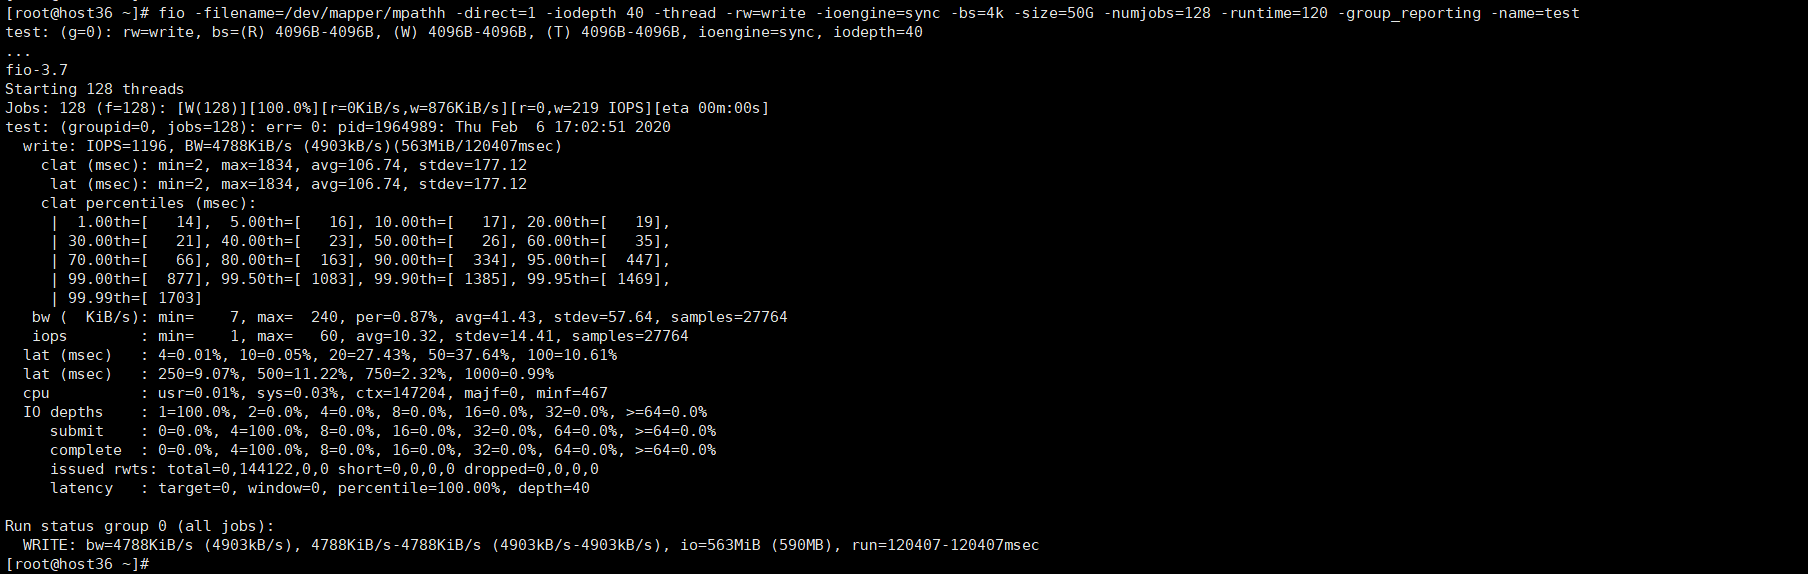 [root@host36 ~]# fio -filename=/dev/mapper/mpathh -direct=1 -iodepth 40 -thread -rw=write -ioengine=sync -bs=4k -size=50G -numjobs=128 -runtime=120 -group_reporting -name=test
test: (g=0): rw=write, bs=(R) 4096B-4096B, (W) 4096B-4096B, (T) 4096B-4096B, ioengine=sync, iodepth=40
...
fio-3.7
Starting 128 threads
Jobs: 128 (f=128): [W(128)][100.0%][r=0KiB/s,w=876KiB/s][r=0,w=219 IOPS][eta 00m:00s]
test: (groupid=0, jobs=128): err= 0: pid=1964989: Thu Feb  6 17:02:51 2020
  write: IOPS=1196, BW=4788KiB/s (4903kB/s)(563MiB/120407msec)
    clat (msec): min=2, max=1834, avg=106.74, stdev=177.12
     lat (msec): min=2, max=1834, avg=106.74, stdev=177.12
    clat percentiles (msec):
     |  1.00th=[   14],  5.00th=[   16], 10.00th=[   17], 20.00th=[   19],
     | 30.00th=[   21], 40.00th=[   23], 50.00th=[   26], 60.00th=[   35],
     | 70.00th=[   66], 80.00th=[  163], 90.00th=[  334], 95.00th=[  447],
     | 99.00th=[  877], 99.50th=[ 1083], 99.90th=[ 1385], 99.95th=[ 1469],
     | 99.99th=[ 1703]
   bw (  KiB/s): min=    7, max=  240, per=0.87%, avg=41.43, stdev=57.64, samples=27764
   iops        : min=    1, max=   60, avg=10.32, stdev=14.41, samples=27764
  lat (msec)   : 4=0.01%, 10=0.05%, 20=27.43%, 50=37.64%, 100=10.61%
  lat (msec)   : 250=9.07%, 500=11.22%, 750=2.32%, 1000=0.99%
  cpu          : usr=0.01%, sys=0.03%, ctx=147204, majf=0, minf=467
  IO depths    : 1=100.0%, 2=0.0%, 4=0.0%, 8=0.0%, 16=0.0%, 32=0.0%, >=64=0.0%
     submit    : 0=0.0%, 4=100.0%, 8=0.0%, 16=0.0%, 32=0.0%, 64=0.0%, >=64=0.0%
     complete  : 0=0.0%, 4=100.0%, 8=0.0%, 16=0.0%, 32=0.0%, 64=0.0%, >=64=0.0%
     issued rwts: total=0,144122,0,0 short=0,0,0,0 dropped=0,0,0,0
     latency   : target=0, window=0, percentile=100.00%, depth=40

Run status group 0 (all jobs):
  WRITE: bw=4788KiB/s (4903kB/s), 4788KiB/s-4788KiB/s (4903kB/s-4903kB/s), io=563MiB (590MB), run=120407-120407msec
[root@host36 ~]#